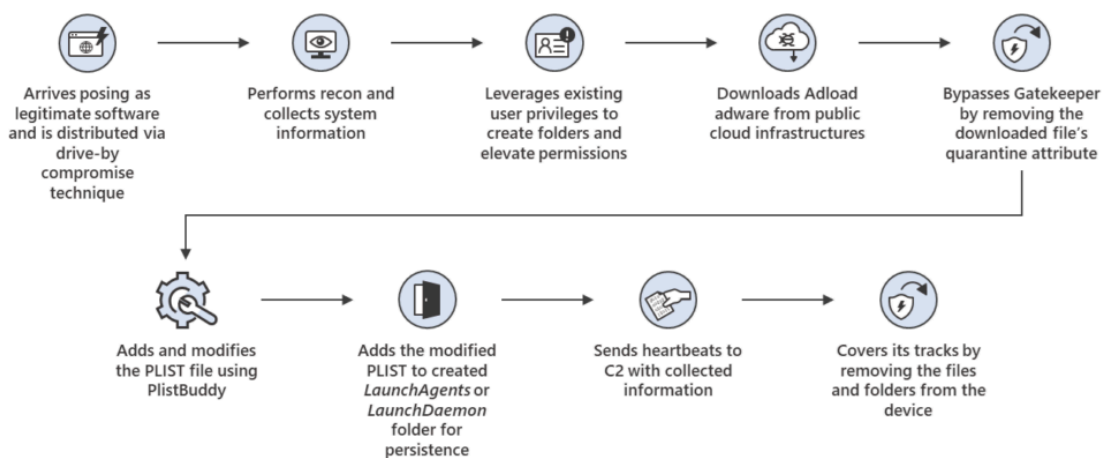 Arrives posing as
legitimate software
and is distributed via
drive-by
compromise
technique
Performs recon and
collects system
information
Leverages existing
user privileges to
create folders and
elevate permissions
Downloads Adload
adware from public
cloud infrastructures
Bypasses Gatekeeper
by removing the
downloaded file's
quarantine attribute
Adds and modifies
the PLIST file using
PlistBuddy
Adds the modified
PLIST to created
LaunchAgents or
LaunchDaemon
folder for
persistence
Sends heartbeats to
C2 with collected
information
Covers its tracks by
removing the files
and folders from the
device